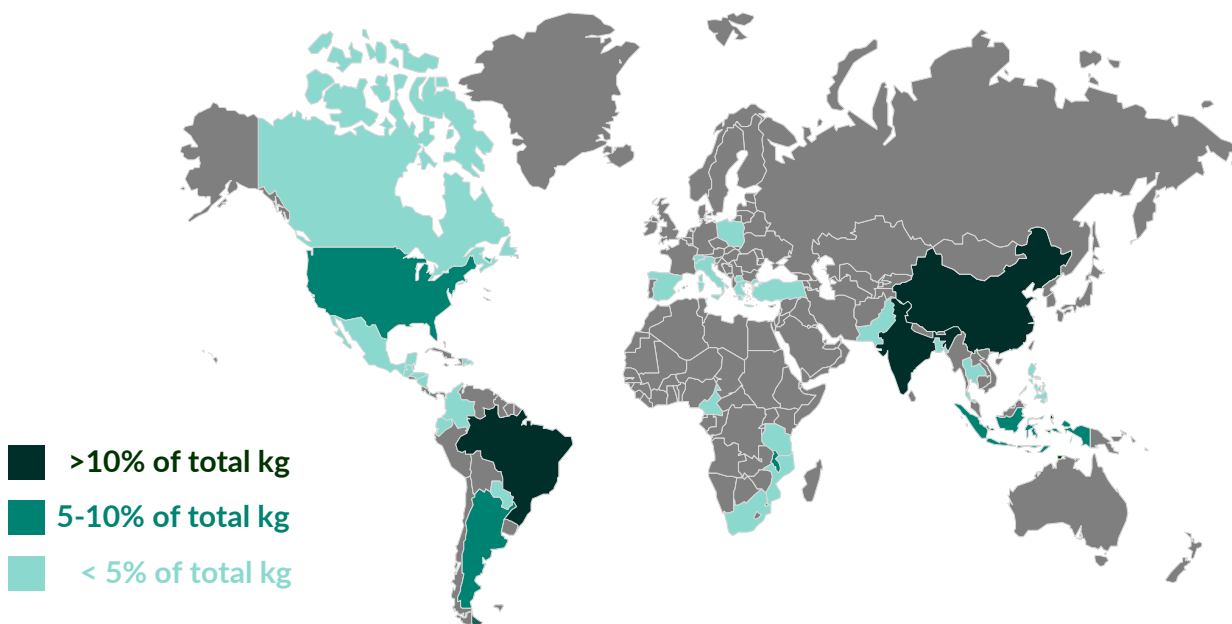 >10% of total kg
5-10% of total kg
< 5% of total kg